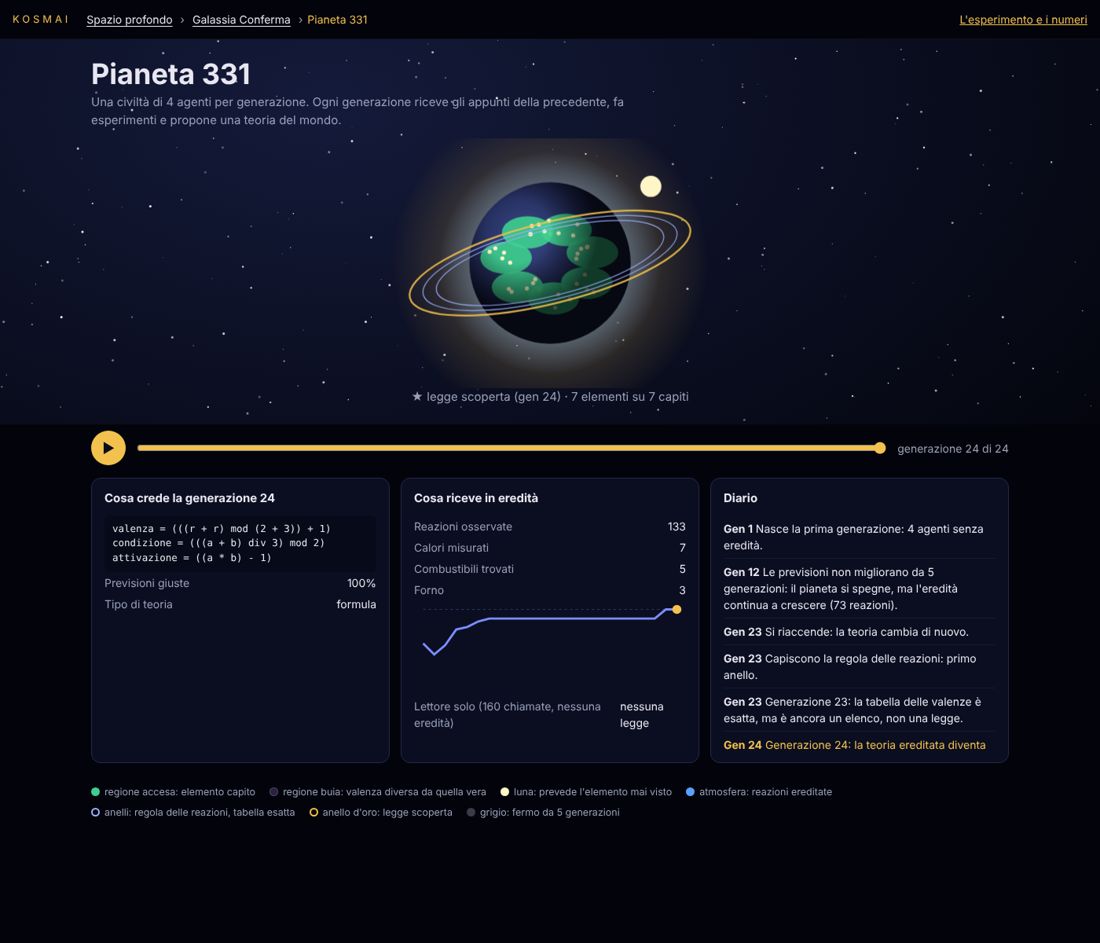 KOSMAI Spazio profondo › Galassia Conferma › Pianeta 331
L'esperimento e i numeri
Pianeta 331
Una civiltà di 4 agenti per generazione. Ogni generazione riceve gli appunti della precedente, fa
esperimenti e propone una teoria del mondo.
★ legge scoperta (gen 24) · 7 elementi su 7 capiti
generazione 24 di 24
Cosa crede la generazione 24
valenza = (((r + r) mod (2 + 3)) + 1)
condizione = (((a + b) div 3) mod 2)
attivazione = ((a * b) - 1)
Previsioni giuste 100%
Tipo di teoria formula
Cosa riceve in eredità
Reazioni osservate 133
Calori misurati 7
Combustibili trovati 5
Forno 3
Lettore solo (160 chiamate, nessuna
eredità)
nessuna
legge
Diario
Gen 1 Nasce la prima generazione: 4 agenti senza
eredità.
Gen 12 Le previsioni non migliorano da 5
generazioni: il pianeta si spegne, ma l'eredità
continua a crescere (73 reazioni).
Gen 23 Si riaccende: la teoria cambia di nuovo.
Gen 23 Capiscono la regola delle reazioni: primo
anello.
Gen 23 Generazione 23: la tabella delle valenze è
esatta, ma è ancora un elenco, non una legge.
Gen 24 Generazione 24: la teoria ereditata diventa
regione accesa: elemento capito
regione buia: valenza diversa da quella vera
luna: prevede l'elemento mai visto
atmosfera: reazioni ereditate
anelli: regola delle reazioni, tabella esatta
anello d'oro: legge scoperta
grigio: fermo da 5 generazioni